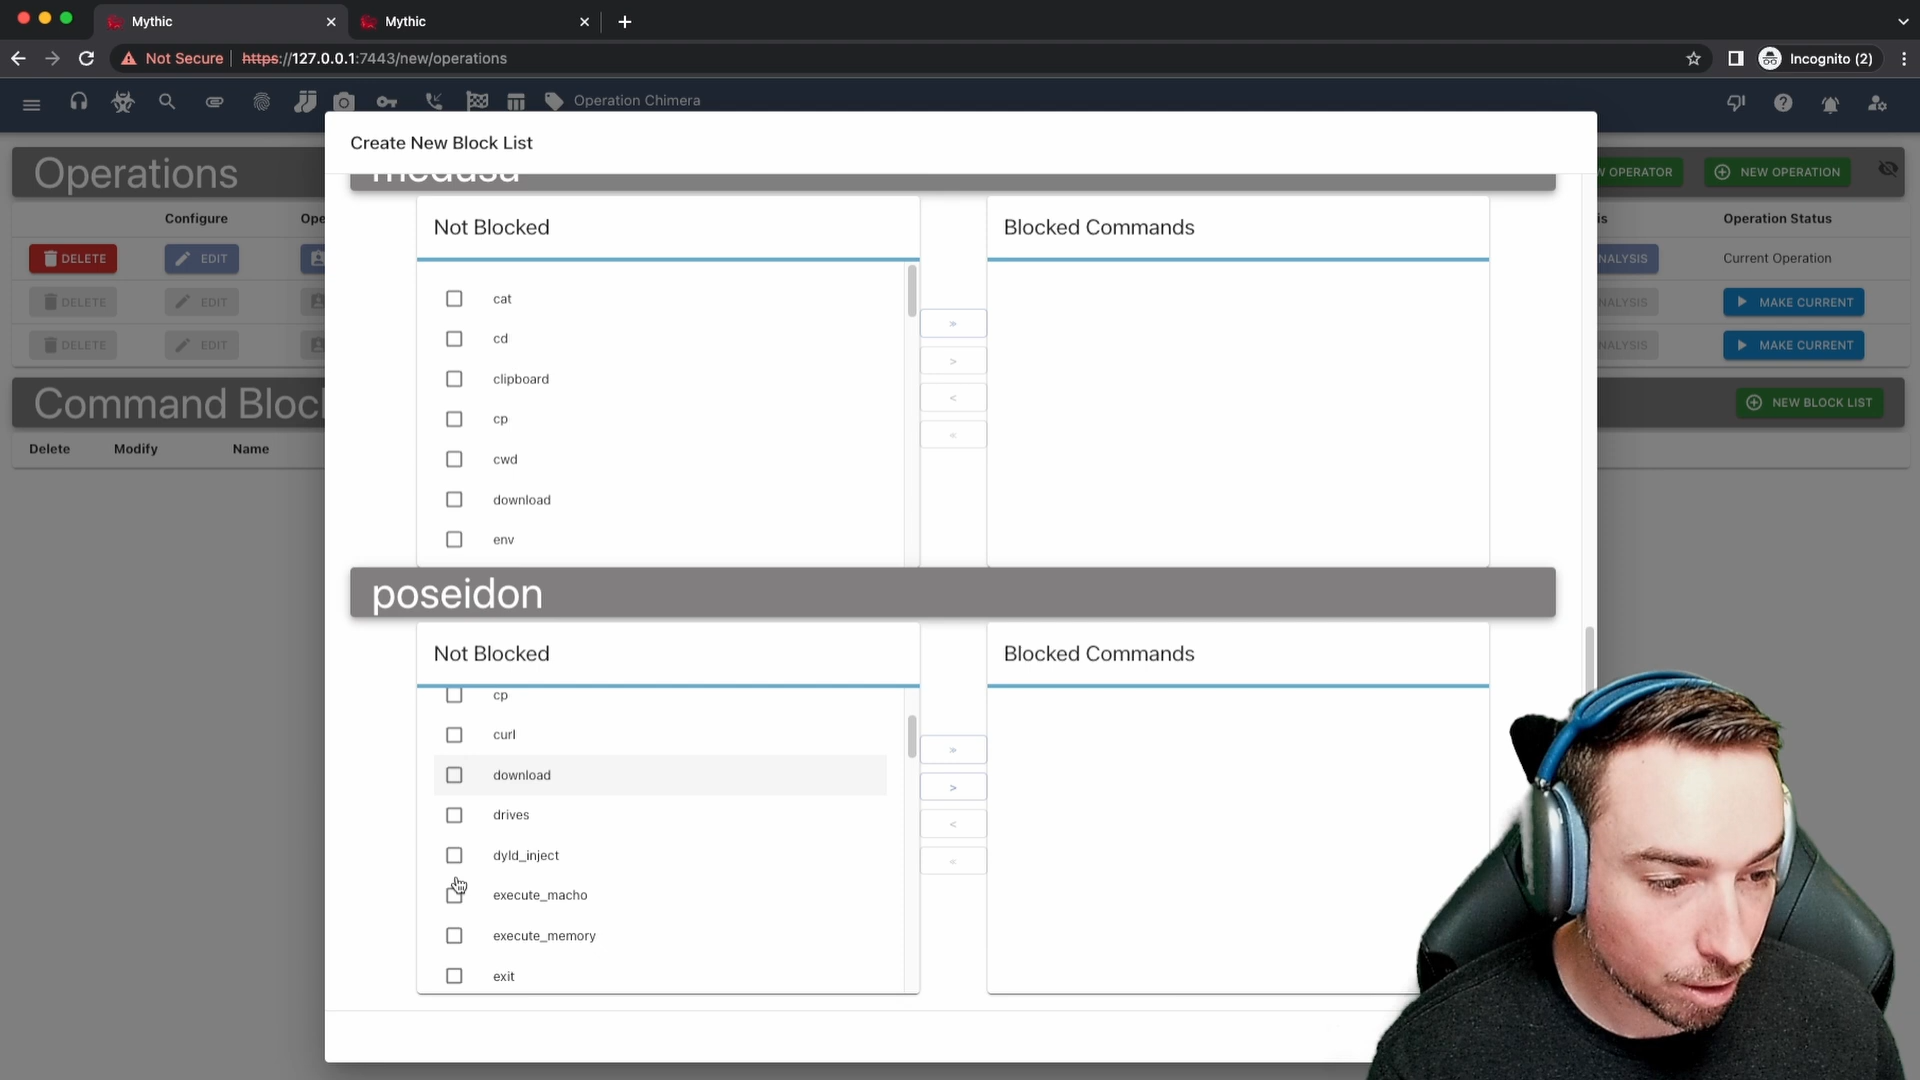 Mythic
Mythic
Not Secure
https://127.0.0.1:7443/new/operations
Incognito (2)
Operation Chimera
Create New Block List
Operations
W OPERATOR
NEW OPERATION
Configure
Ope
is
Operation Status
DELETE
EDIT
NALYSIS
Current Operation
DELETE
EDIT
NALYSIS
MAKE CURRENT
DELETE
EDIT
NALYSIS
MAKE CURRENT
Command Block
NEW BLOCK LIST
Delete
Modify
Name
medusa
Not Blocked
Blocked Commands
cat
cd
clipboard
cp
cwd
download
env
»
>
<
«
poseidon
Not Blocked
Blocked Commands
cp
curl
download
drives
dyld_inject
execute_macho
execute_memory
exit
»
>
<
«